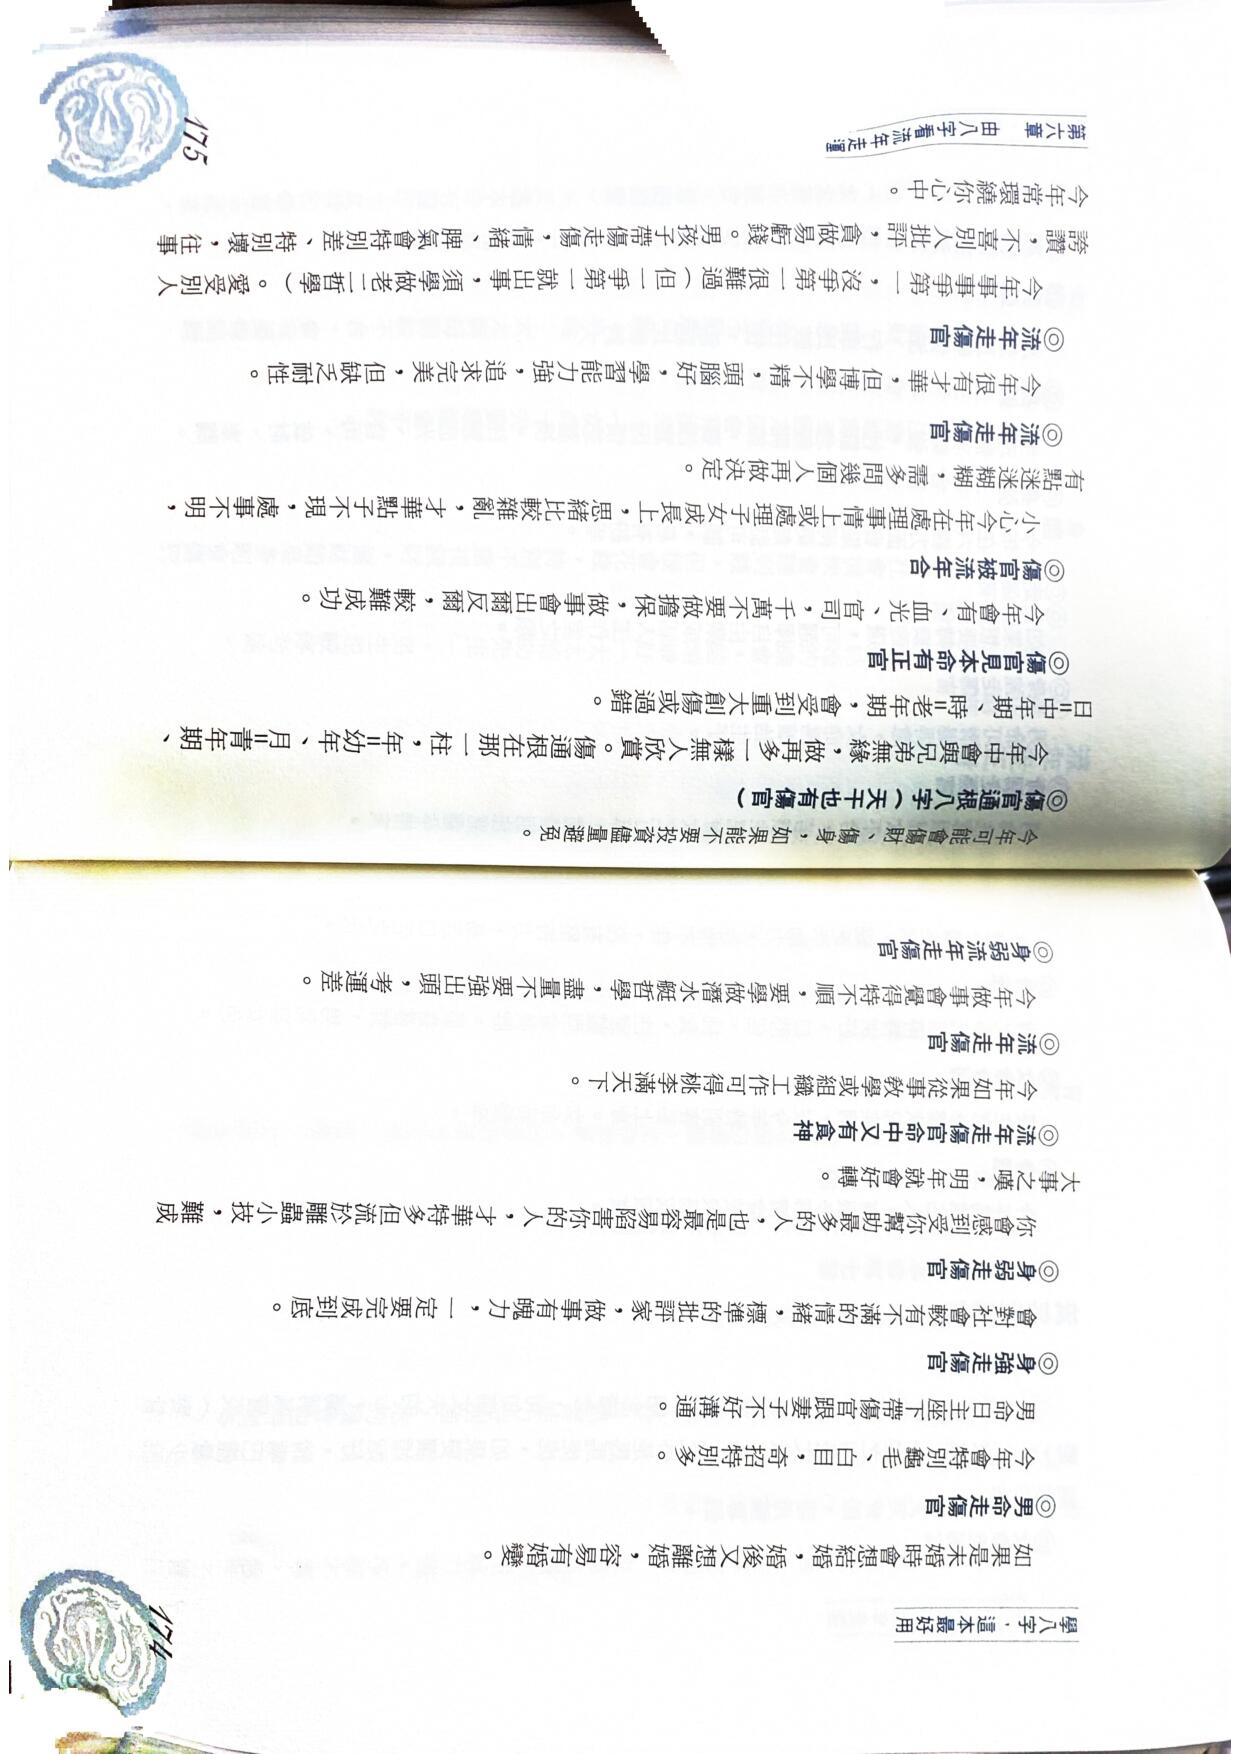 學八字，這本最好用
如果是未婚時會想結婚，婚後又想離婚，容易有婚變。
◎男命走傷官
今年會特別龜毛、白目，奇招特別多。
男命日主座下帶傷官跟妻子不好溝通。
◎身強走傷官
會對社會較有不滿的情緒，標準的批評家，做事有魄力，一定要完成到底。
◎身弱走傷官
你會感到受你幫助最多的人，也是最容易陷害你的人，才華特多但流於雕蟲小技，難成
大事之嘆，明年就會好轉。
◎流年走傷官命中又有食神
今年如果從事教學或組織工作可得桃李滿天下。
◎流年走傷官
今年做事會覺得特不順，要學做潛水艇哲學，盡量不要強出頭，考運差。
◎身弱流年走傷官
174
今年可能會傷財、傷身，如果能不要投資儘量避免。
◎傷官通根八字（天干也有傷官）
今年中會與兄弟無緣，做再多一樣無人欣賞。傷通根在那一柱，年=幼年、月=青年期、
日=中年期、時=老年期，會受到重大創傷或過錯。
◎傷官見本命有正官
今年會有、血光、官司，千萬不要做擔保，做事會出爾反爾，較難成功。
◎傷官被流年合
小心今年在處理事情上或處理子女成長上，思緒比較雜亂，才華點子不現，處事不明，
有點迷迷糊糊，需多問幾個人再做決定。
◎流年走傷官
今年很有才華，但博學不精，頭腦好，學習能力強，追求完美，但缺乏耐性。
◎流年走傷官
今年事事爭第一，沒爭第一很難過（但一爭第一就出事，須學做老二哲學）。愛受別人
誇讚，不喜別人批評，貪做易虧錢。男孩子帶傷走傷，情緒、脾氣會特別差、特別壞，往事
今年常環繞你心中。
第六章 由八字看流年走運
175